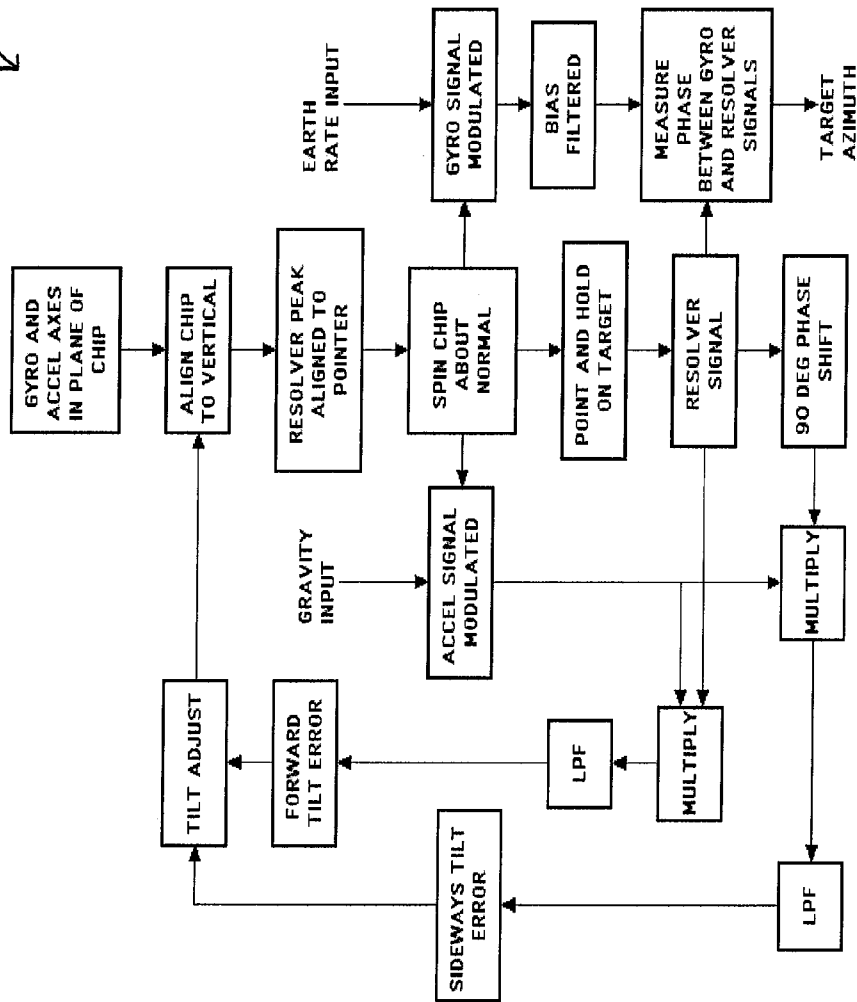 GYRO AND
ACCEL AXES
IN PLANE OF
CHIP
TILT ADJUST
ALIGN CHIP
TO VERTICAL
FORWARD
TILT ERROR
RESOLVER PEAK
ALIGNED TO
POINTER
GRAVITY
INPUT
EARTH
RATE INPUT
SIDEWAYS TILT
ERROR
ACCEL SIGNAL
MODULATED
SPIN CHIP
ABOUT
NORMAL
GYRO SIGNAL
MODULATED
LPF
POINT AND HOLD
ON TARGET
BIAS
FILTERED
MULTIPLY
RESOLVER
SIGNAL
MEASURE
PHASE
BETWEEN GYRO
AND RESOLVER
SIGNALS
LPF
MULTIPLY
90 DEG PHASE
SHIFT
TARGET
AZIMUTH